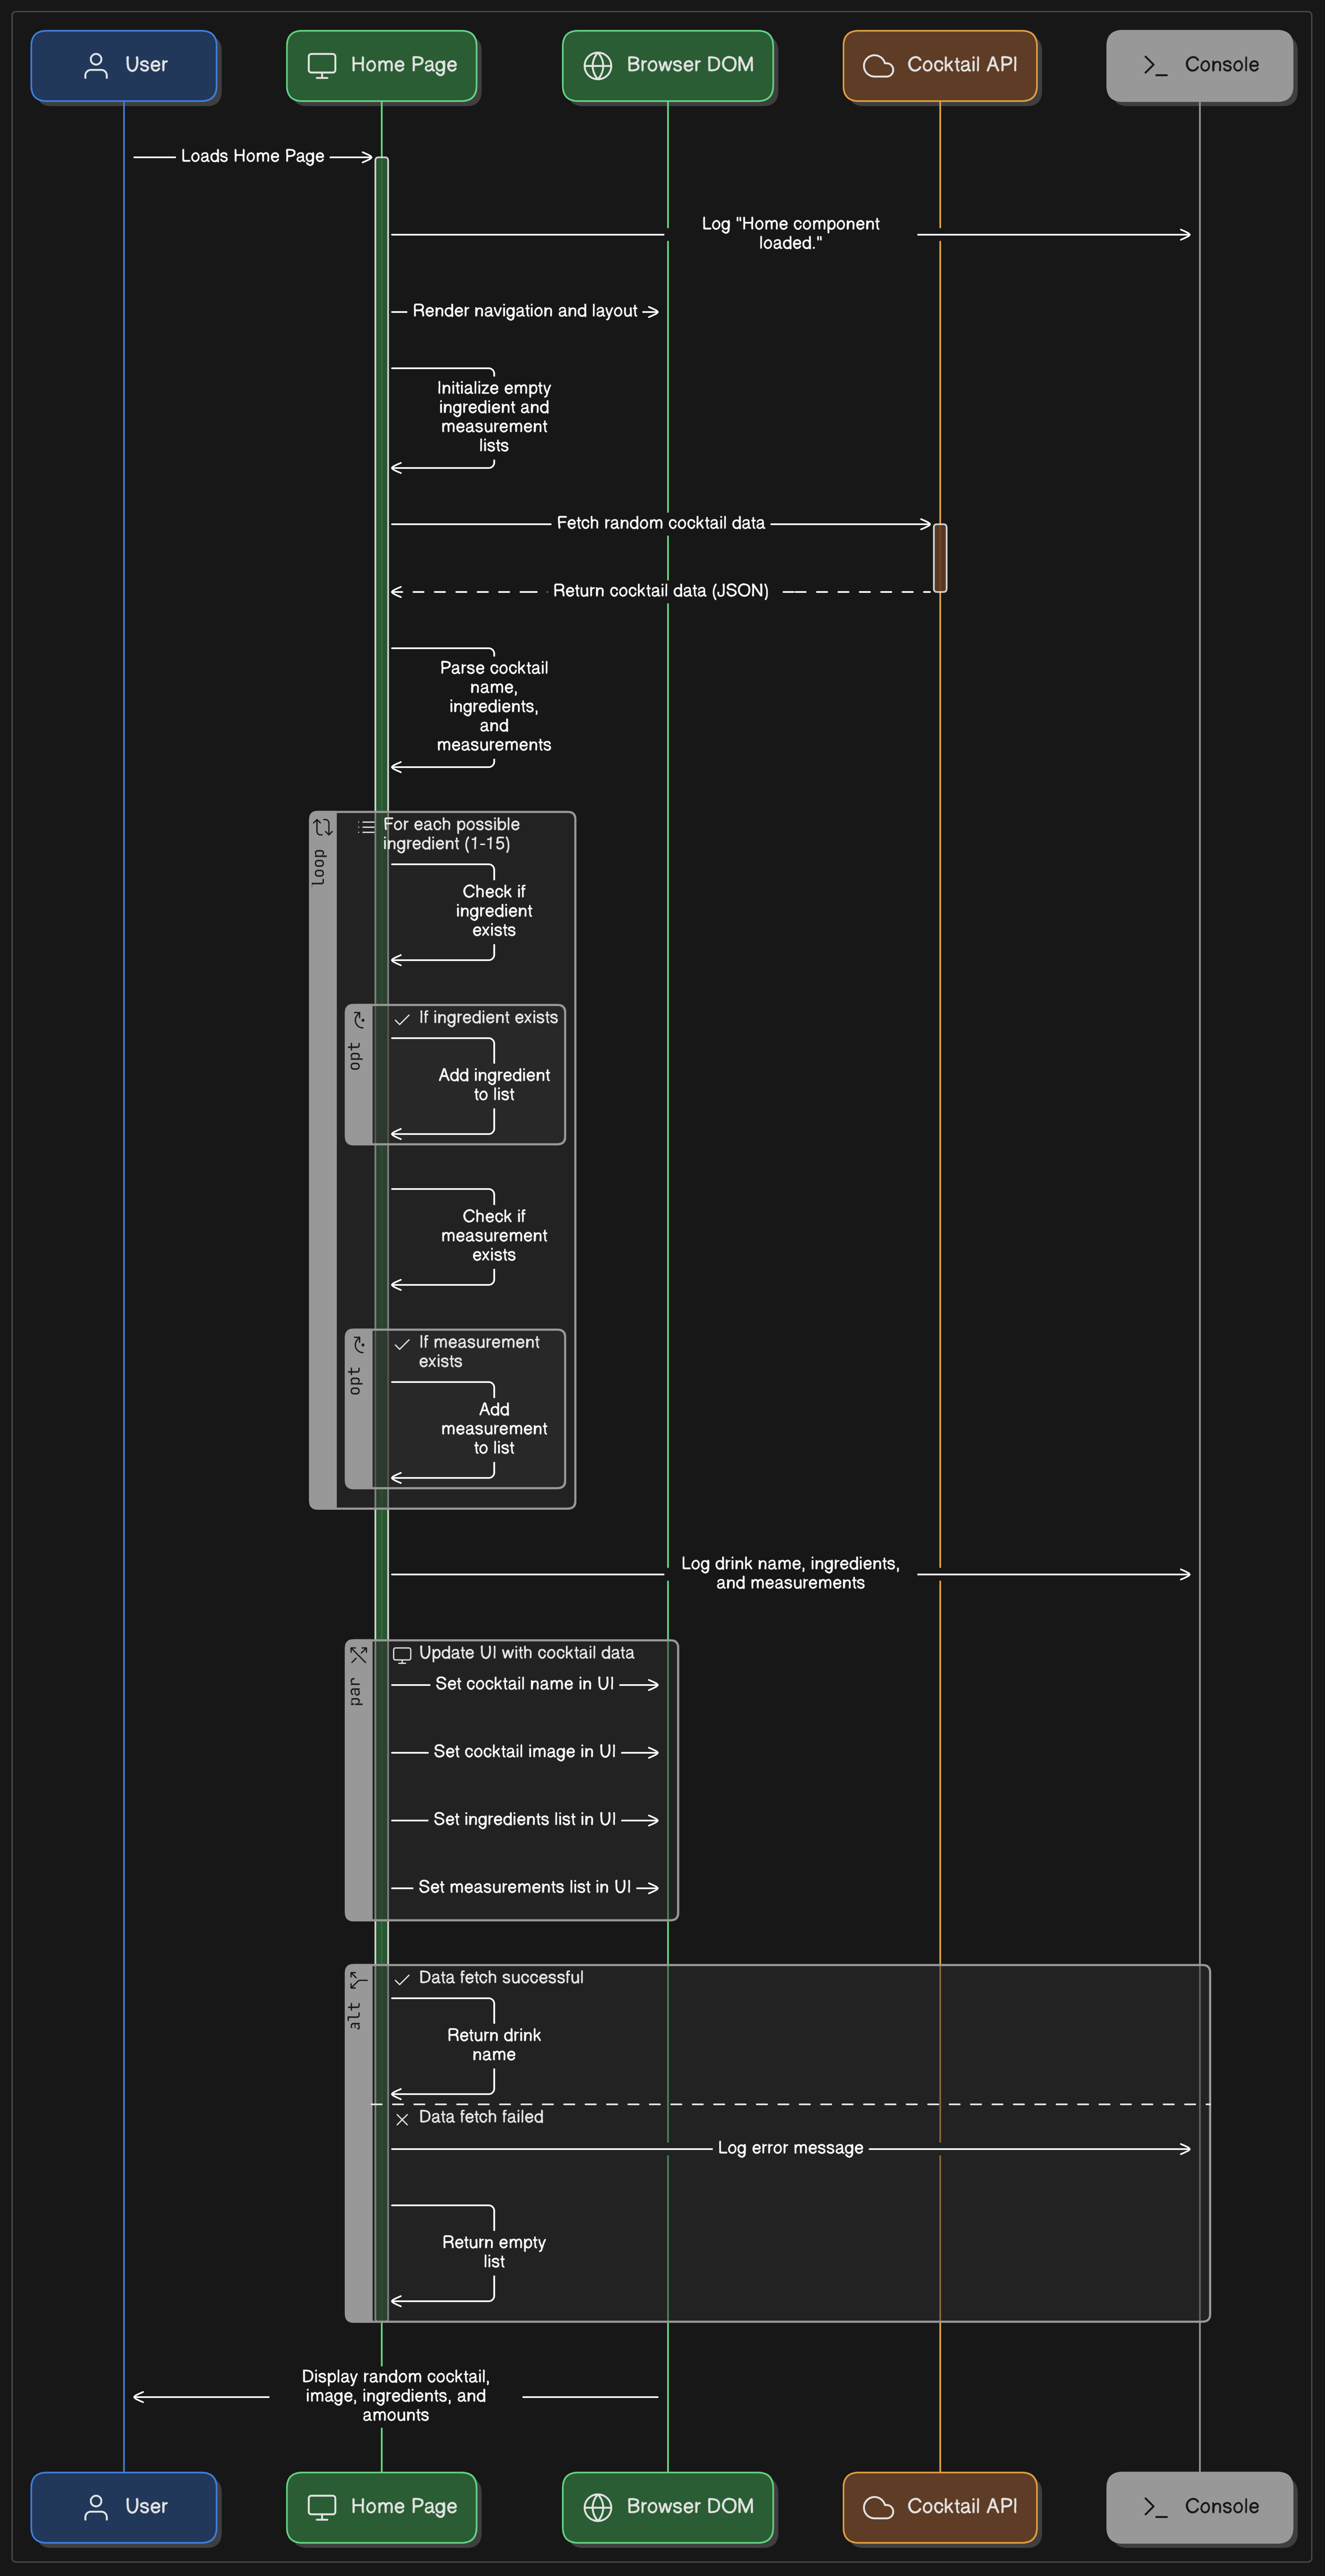 User
Home Page
Browser DOM
Cocktail API
Console
Loads Home Page
Log "Home component
loaded."
Render navigation and layout
Initialize empty
ingredient and
measurement
lists
Fetch random cocktail data
Return cocktail data (JSON)
Parse cocktail
name,
ingredients,
and
measurements
loop
For each possible
ingredient (1-15)
Check if
ingredient
exists
opt
If ingredient exists
Add ingredient
to list
Check if
measurement
exists
opt
If measurement
exists
Add
measurement
to list
Log drink name, ingredients,
and measurements
par
Update UI with cocktail data
Set cocktail name in UI
Set cocktail image in UI
Set ingredients list in UI
Set measurements list in UI
alt
Data fetch successful
Return drink
name
Data fetch failed
Log error message
Return empty
list
Display random cocktail,
image, ingredients, and
amounts
User
Home Page
Browser DOM
Cocktail API
Console